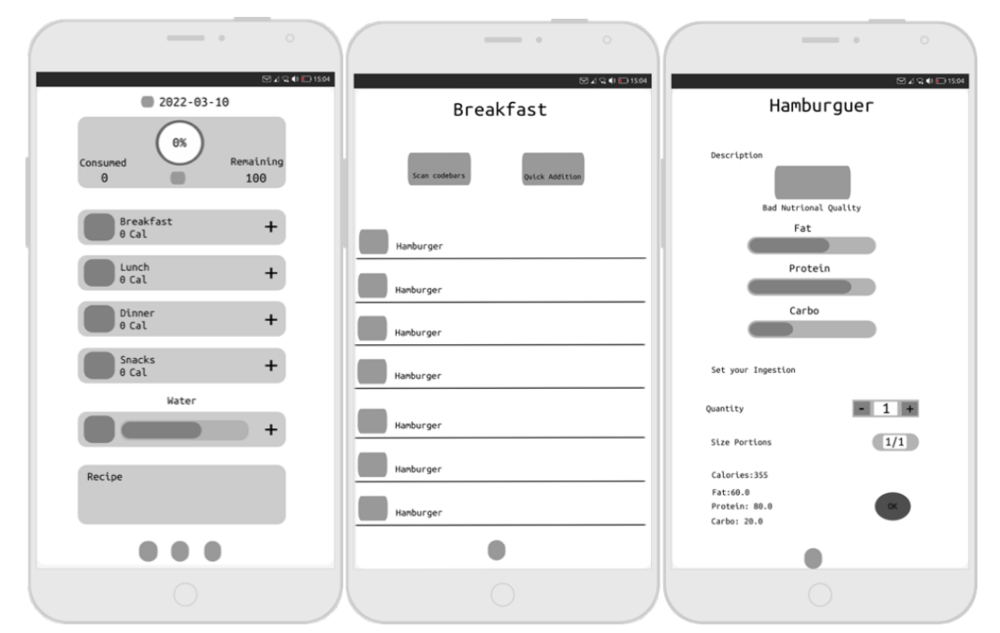 15:04
2022-03-10
0%
Consumed
0
Remaining
100
Breakfast
0 Cal
+
Lunch
0 Cal
+
Dinner
0 Cal
+
Snacks
0 Cal
+
Water
+
Recipe
15:04
Breakfast
Scan codebars
Quick Addition
Hamburger
Hamburger
Hamburger
Hamburger
Hamburger
Hamburger
Hamburger
15:04
Hamburguer
Description
Bad Nutrional Quality
Fat
Protein
Carbo
Set your Ingestion
Quantity
- 1 +
Size Portions
1/1
Calories:355
Fat:60.0
Protein: 80.0
Carbo: 20.0
OK